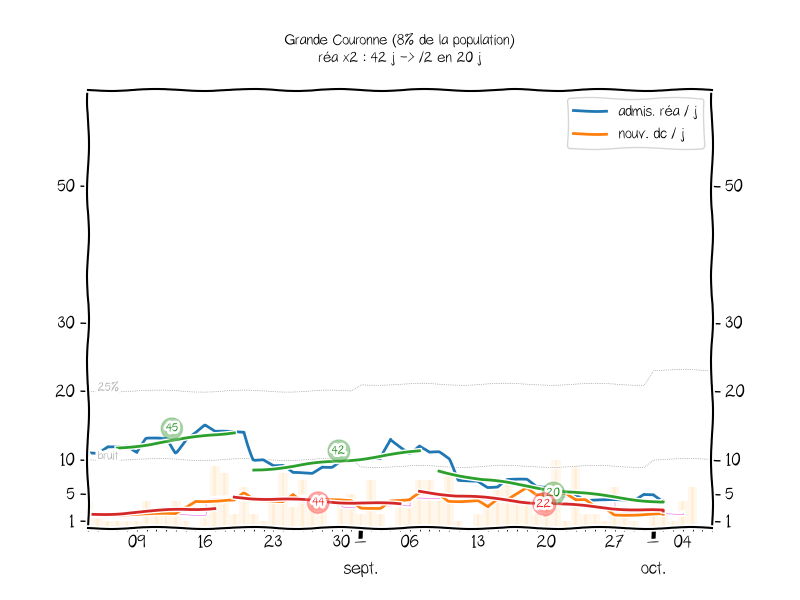 Grande Couronne (8% de la population)
réa x2 : 42 j -> /2 en 20 j
admis. réa / j
nouv. dc / j
50 50
30 30
25%
20 20
45
42
bruit
10 10
20
5 5
44 22
1 1
09 16 23 30 06 13 20 27 04
sept. oct.